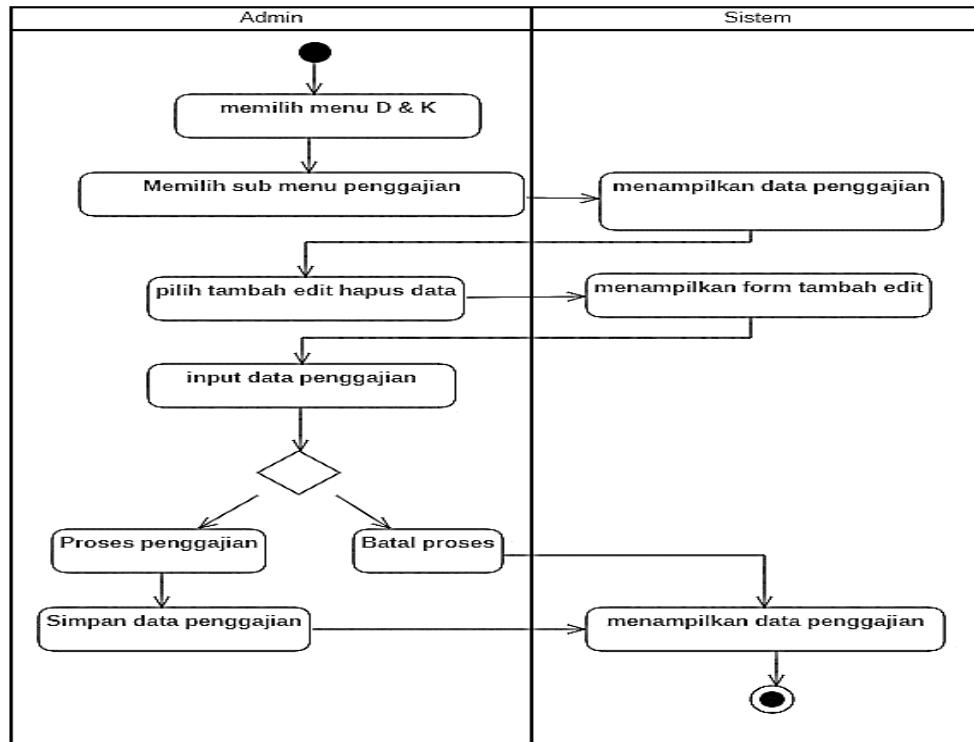 Admin
Sistem
memilih menu D & K
Memilih sub menu penggajian
menampilkan data penggajian
pilih tambah edit hapus data
menampilkan form tambah edit
input data penggajian
Proses penggajian
Batal proses
Simpan data penggajian
menampilkan data penggajian